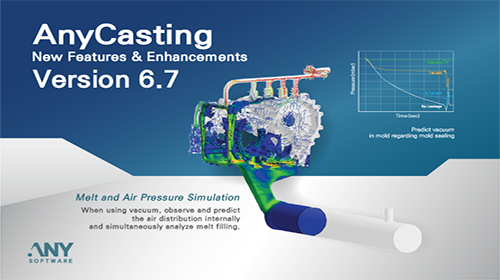 AnyCasting
New Features & Enhancements
Version 6.7
Pressure(mbar)
Air Leakage
Time(sec)
Predict vacuum
in mold regarding mold sealing
Melt and Air Pressure Simulation
When using vacuum, observe and predict
the air distribution internally
and simultaneously analyze melt filling.
ANY
SOFTWARE